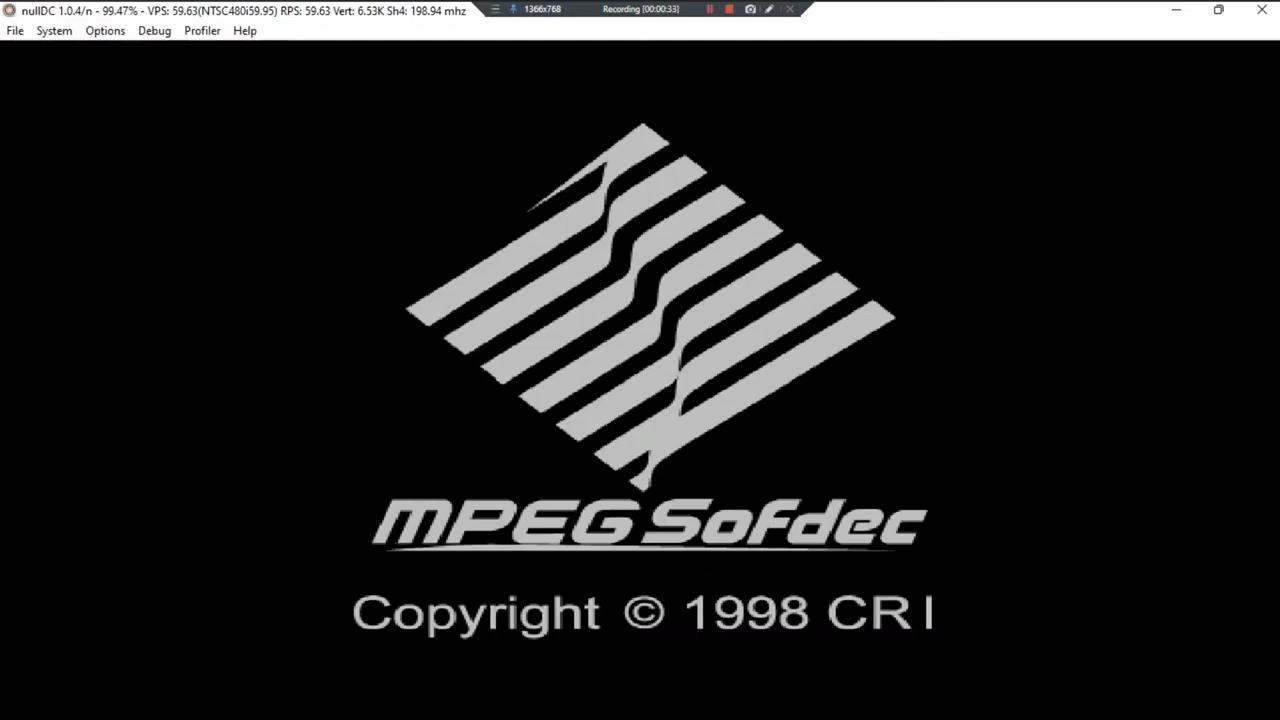 nullDC 1.0.4/n - 99.47% - VPS: 59.63(NTSC480i59.95) RPS: 59.63 Vert: 6.53K Sh4: 198.94 mhz
1366x768 Recording [00:00:33]
File System Options Debug Profiler Help
MPEG Sofdec
Copyright © 1998 CRI